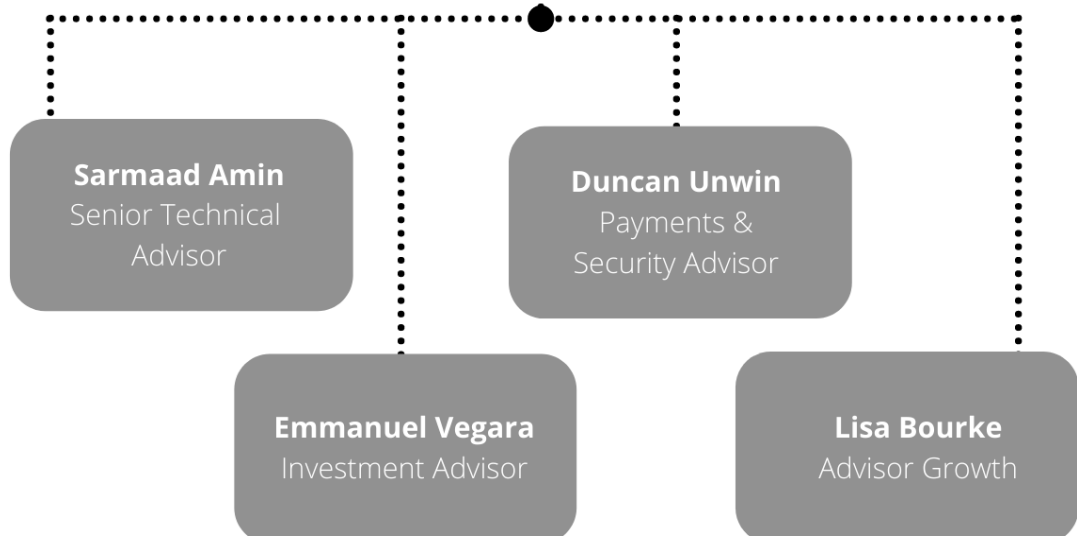 Sarmaad Amin
Senior Technical
Advisor
Duncan Unwin
Payments &
Security Advisor
Emmanuel Vegara
Investment Advisor
Lisa Bourke
Advisor Growth